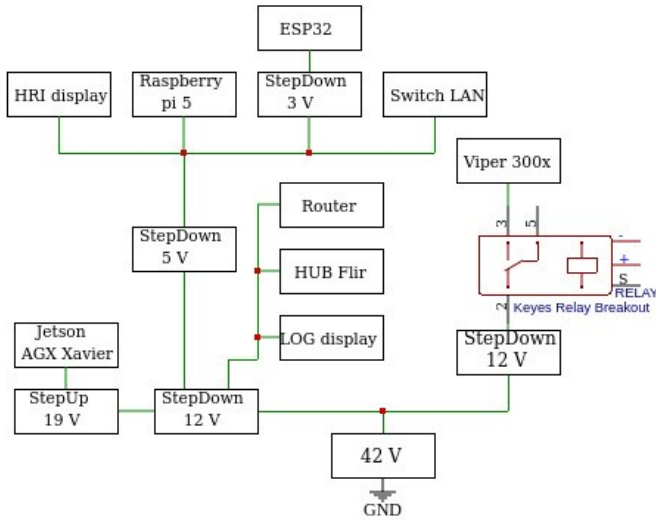 ESP32
HRI display
Raspberry
pi 5
StepDown
3 V
Switch LAN
Viper 300x
Router
3
5
StepDown
5 V
HUB Flir
-
+
S
RELAY
Keyes Relay Breakout
2
LOG display
Jetson
AGX Xavier
StepDown
12 V
StepUp
19 V
StepDown
12 V
42 V
GND